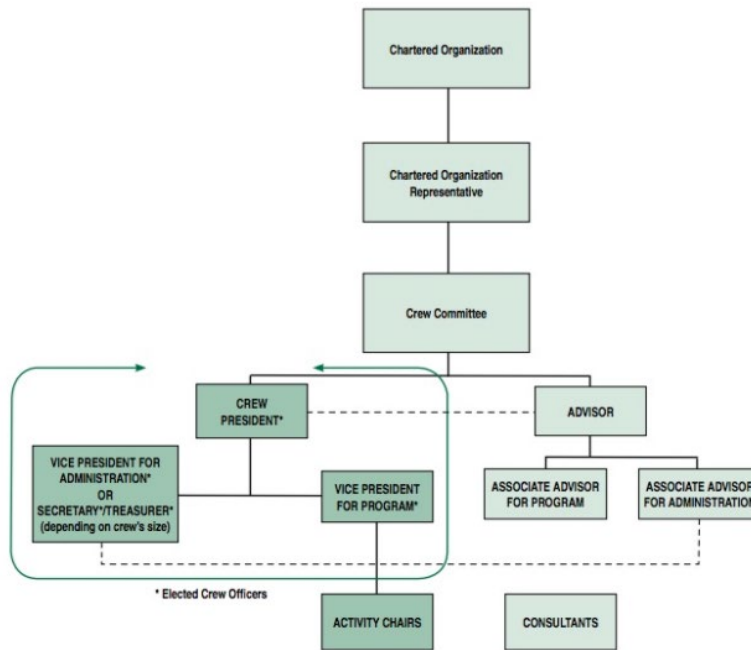 Chartered Organization
Chartered Organization
Representative
Crew Committee
CREW
PRESIDENT*
ADVISOR
VICE PRESIDENT FOR
ADMINISTRATION*
OR
SECRETARY*/TREASURER*
(depending on crew's size)
VICE PRESIDENT
FOR PROGRAM*
ASSOCIATE ADVISOR
FOR PROGRAM
ASSOCIATE ADVISOR
FOR ADMINISTRATION
* Elected Crew Officers
ACTIVITY CHAIRS
CONSULTANTS